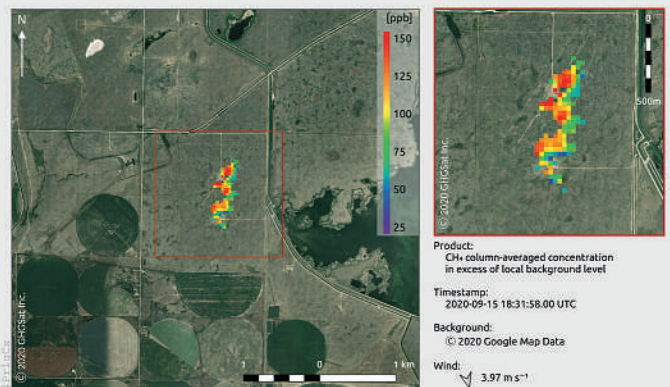 N
[ppb]
150
125
100
75
50
25
© 2020 GHGSat Inc.
1
0
1 km
0
500m
© 2020 GHGSat Inc.
Product:
CH₄ column-averaged concentration
in excess of local background level
Timestamp:
2020-09-15 18:31:58.00 UTC
Background:
© 2020 Google Map Data
Wind:
3.97 m s⁻¹